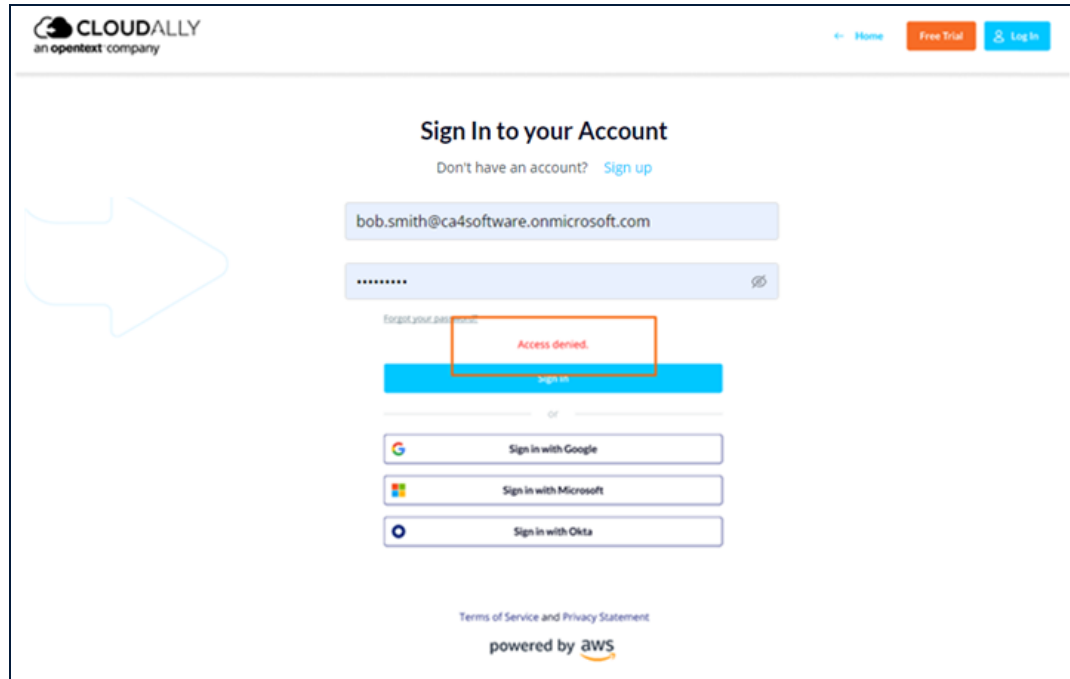 CLOUDALLY
an opentext company
← Home
Free Trial
Log In
Sign In to your Account
Don't have an account? Sign up
bob.smith@ca4software.onmicrosoft.com
•••••••••
Forgot your password?
Access denied.
Sign in
or
Sign in with Google
Sign in with Microsoft
Sign in with Okta
Terms of Service and Privacy Statement
powered by aws